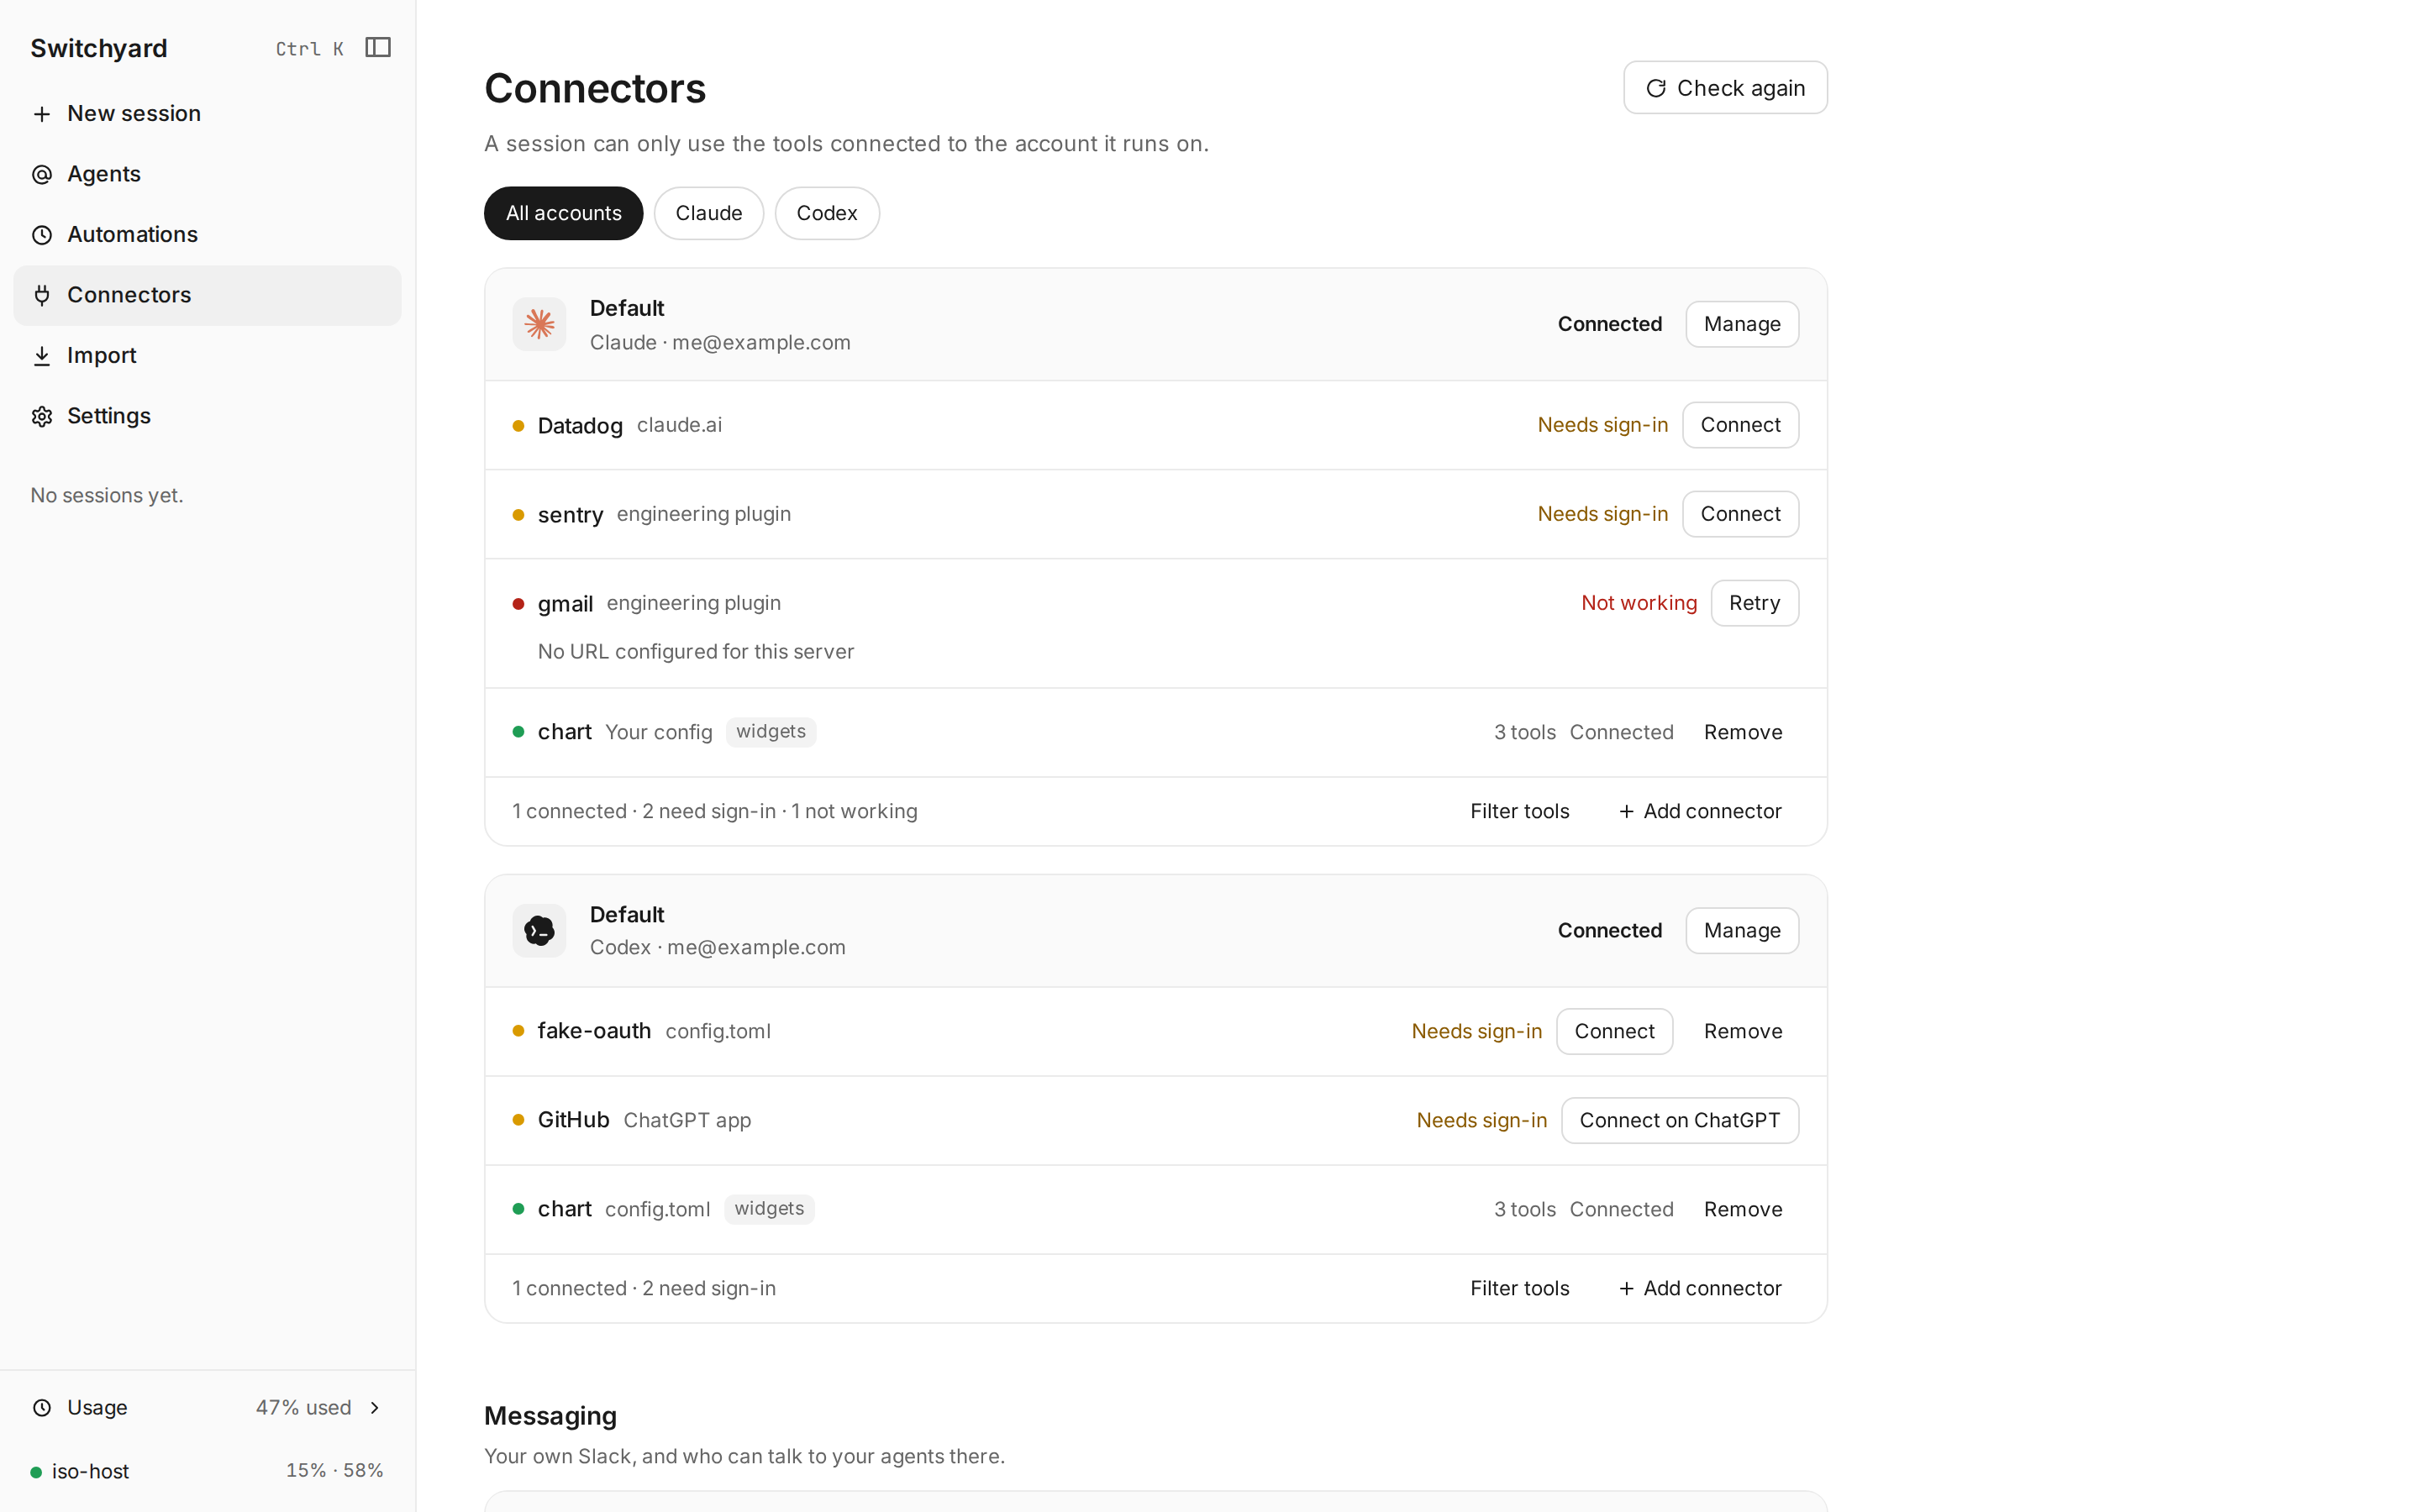 Switchyard Ctrl K
New session
Agents
Automations
Connectors
Import
Settings
No sessions yet.
Usage 47% used
iso-host 15% · 58%
Connectors
Check again
A session can only use the tools connected to the account it runs on.
All accounts Claude Codex
Default
Claude · me@example.com
Connected Manage
Datadog claude.ai Needs sign-in Connect
sentry engineering plugin Needs sign-in Connect
gmail engineering plugin Not working Retry
No URL configured for this server
chart Your config widgets 3 tools Connected Remove
1 connected · 2 need sign-in · 1 not working Filter tools + Add connector
Default
Codex · me@example.com
Connected Manage
fake-oauth config.toml Needs sign-in Connect Remove
GitHub ChatGPT app Needs sign-in Connect on ChatGPT
chart config.toml widgets 3 tools Connected Remove
1 connected · 2 need sign-in Filter tools + Add connector
Messaging
Your own Slack, and who can talk to your agents there.